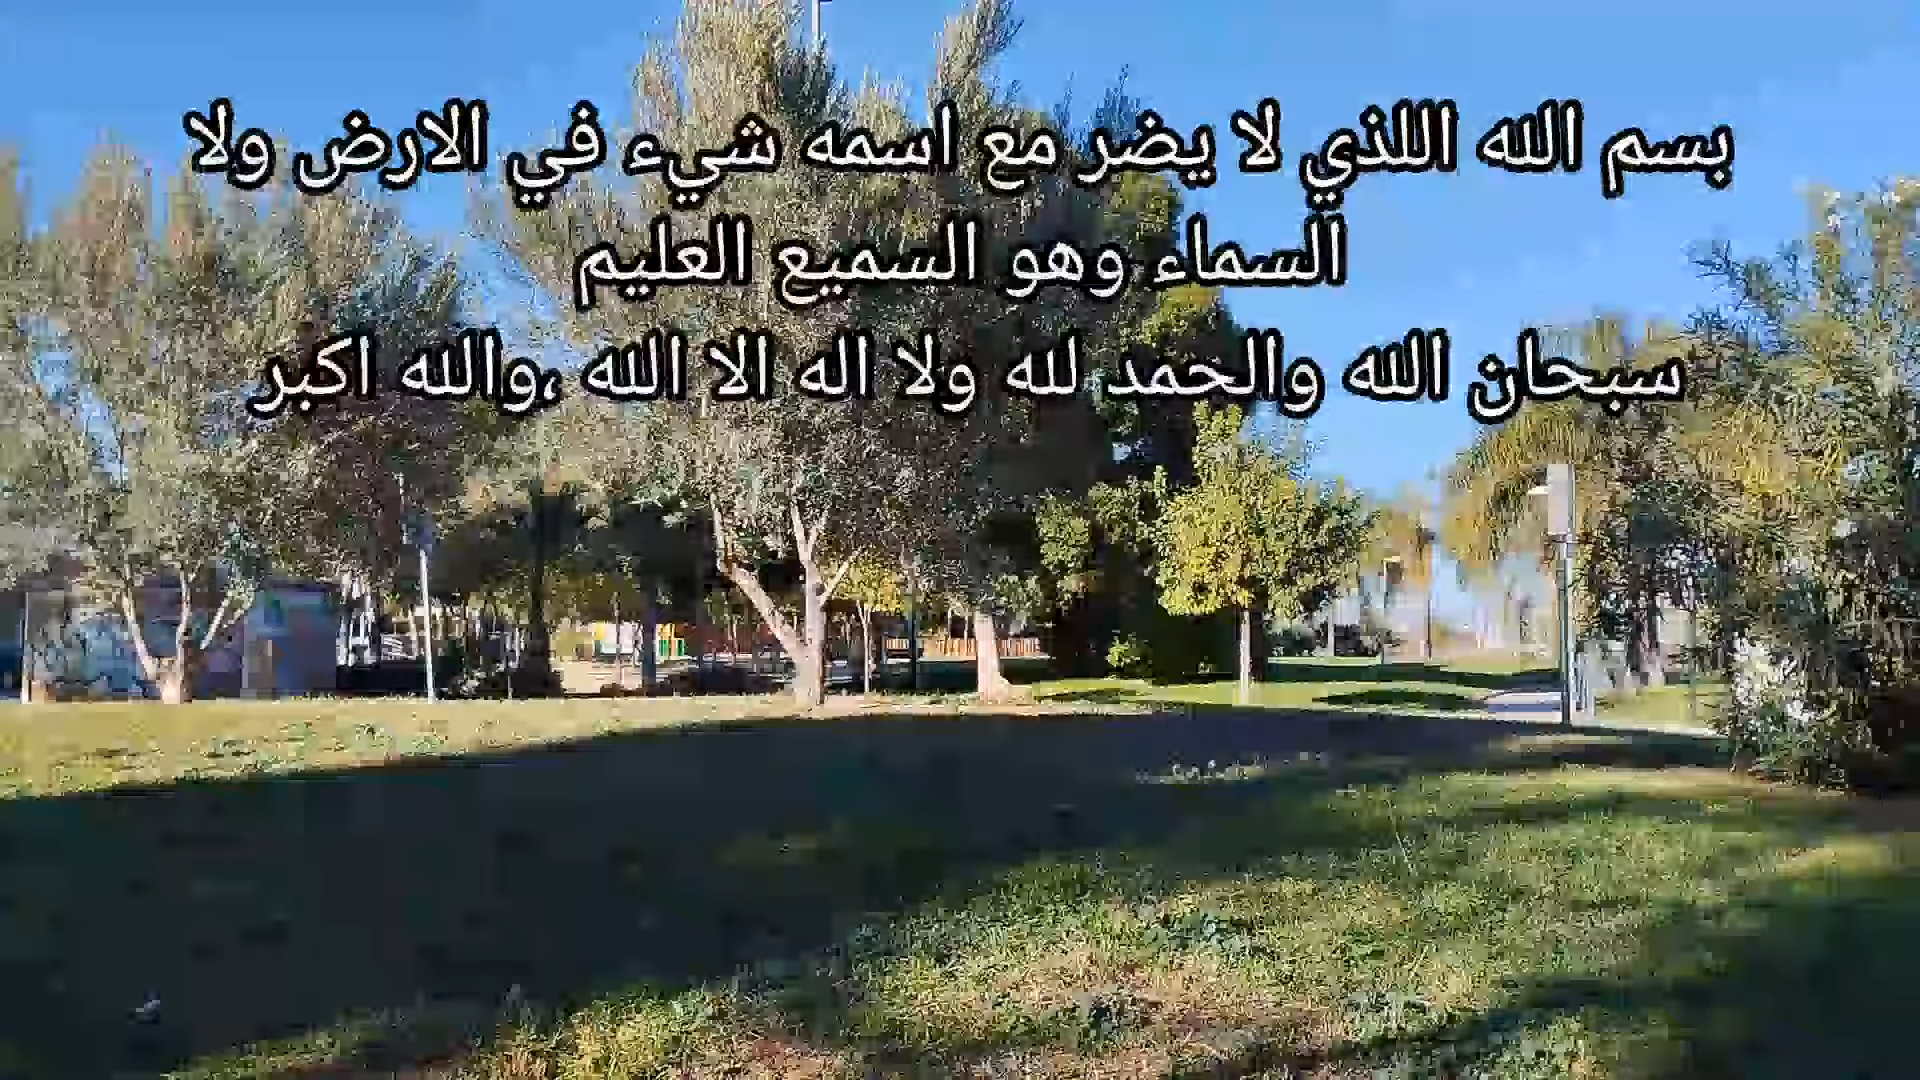 بسم الله اللذي لا يضر مع اسمه شيء في الارض ولا
السماء وهو السميع العليم
سبحان الله والحمد لله ولا اله الا الله ،والله اكبر